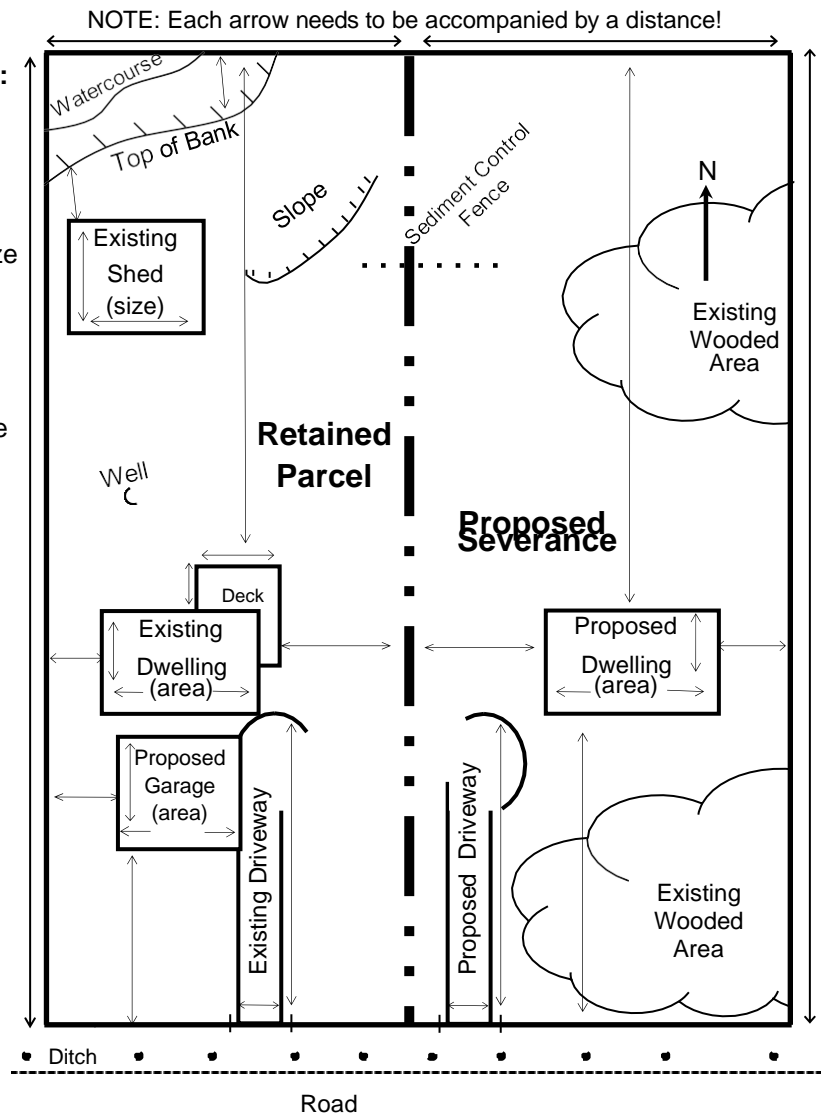 NOTE: Each arrow needs to be accompanied by a distance!
:
Watercourse
Top of Bank
Slope
Sediment Control
Fence
N
Existing
Shed
(size)
ze
Existing
Wooded
Area
e
Retained
Parcel
Well
Proposed
Severance
Deck
Existing
Dwelling
(area)
Proposed
Dwelling
(area)
Proposed
Garage
(area)
Existing Driveway
Proposed Driveway
Existing
Wooded
Area
Ditch
Road